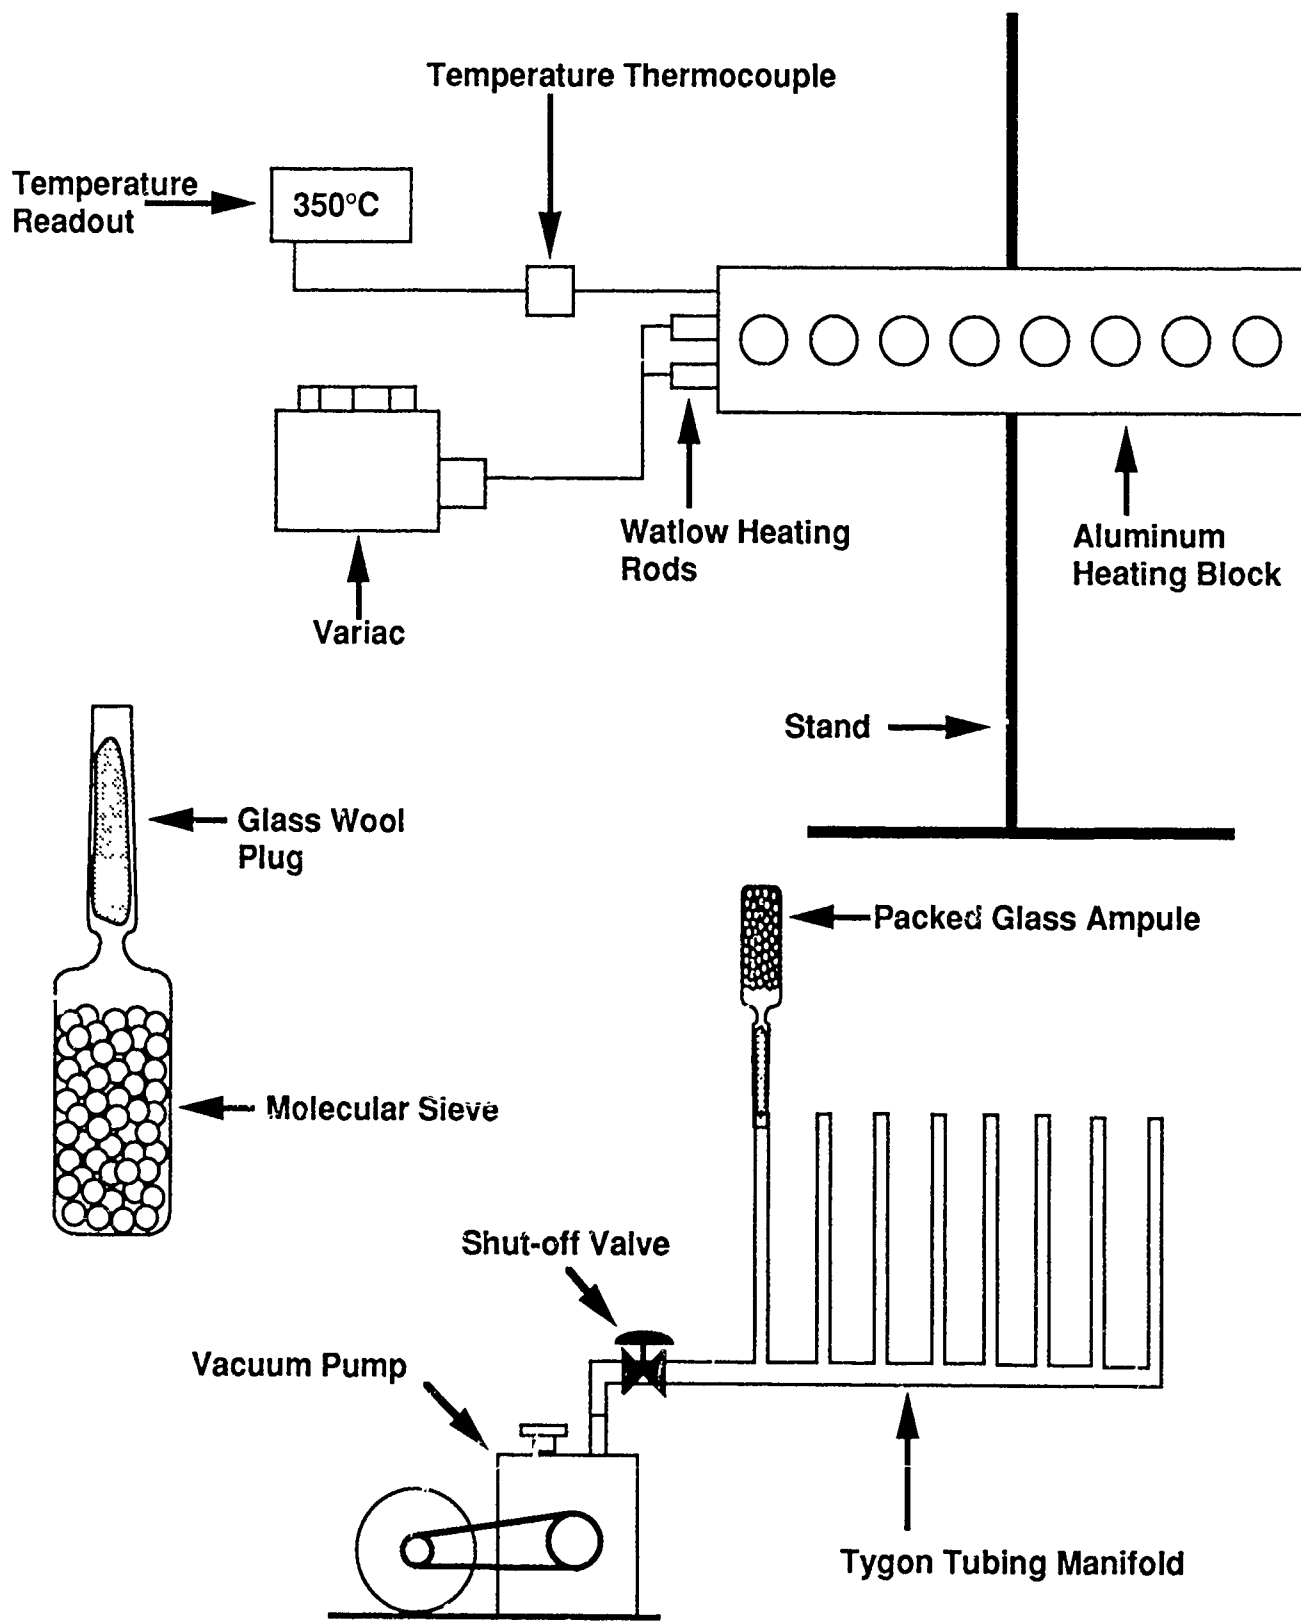 Temperature Thermocouple
Temperature
Readout
350°C
Watlow Heating
Rods
Aluminum
Heating Block
Variac
Stand
Glass Wool
Plug
Packed Glass Ampule
Molecular Sieve
Shut-off Valve
Vacuum Pump
Tygon Tubing Manifold